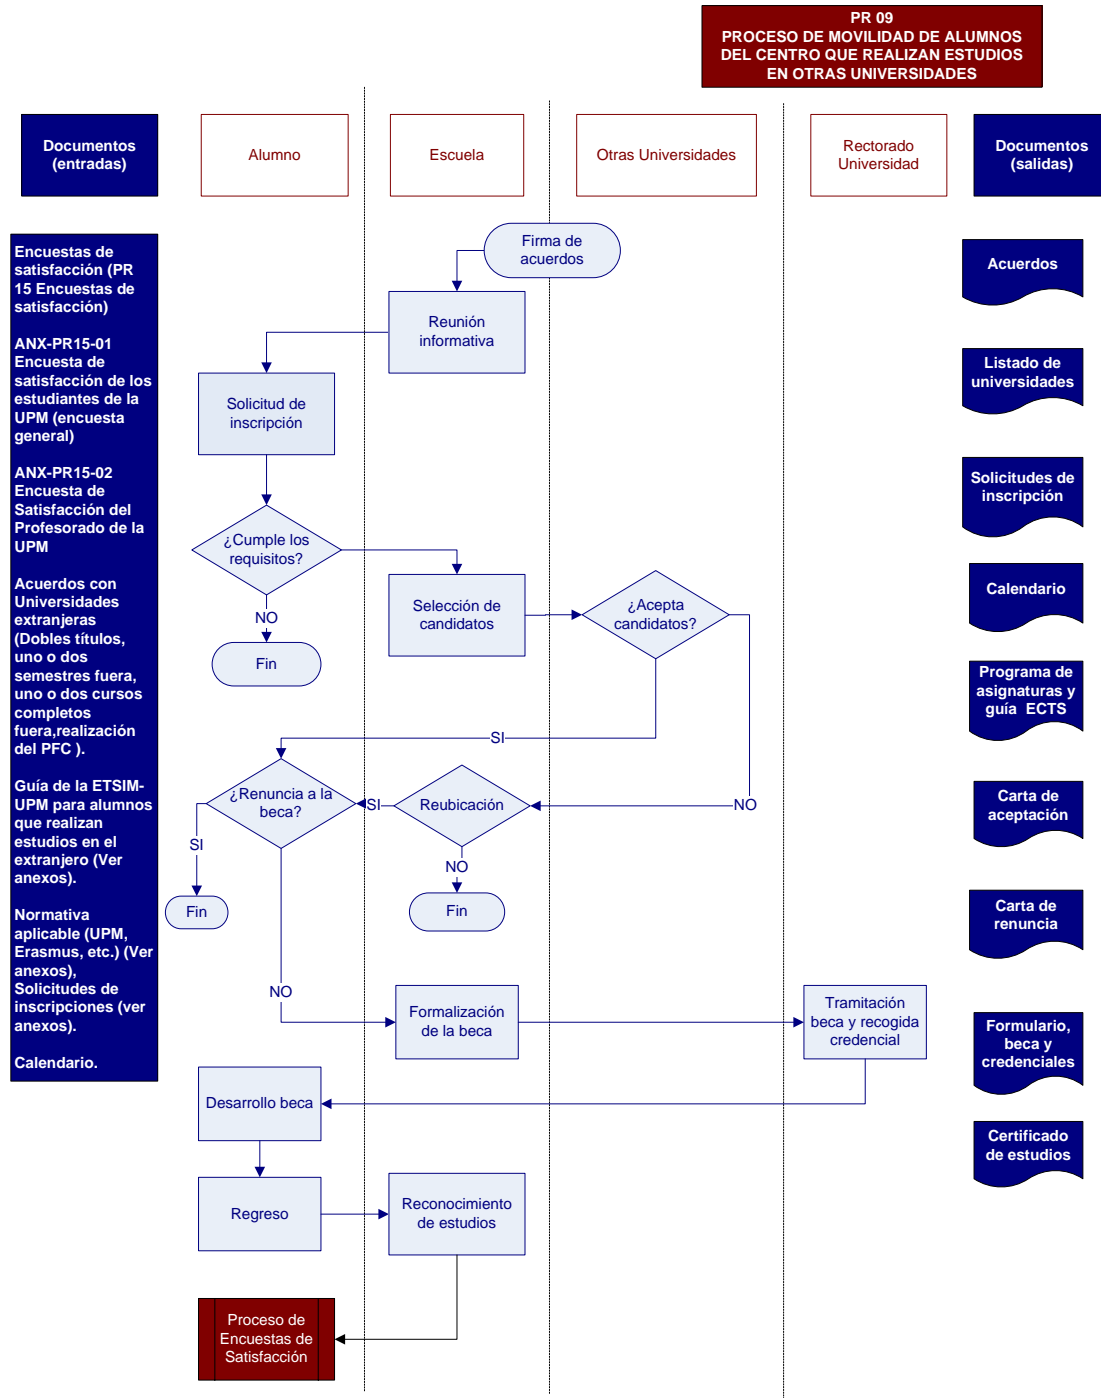 PR 09
PROCESO DE MOVILIDAD DE ALUMNOS
DEL CENTRO QUE REALIZAN ESTUDIOS
EN OTRAS UNIVERSIDADES
Documentos
(entradas)
Alumno
Escuela
Otras Universidades
Rectorado
Universidad
Documentos
(salidas)
Encuestas de
satisfacción (PR
15 Encuestas de
satisfacción)
ANX-PR15-01
Encuesta de
satisfacción de los
estudiantes de la
UPM (encuesta
general)
ANX-PR15-02
Encuesta de
Satisfacción del
Profesorado de la
UPM
Acuerdos con
Universidades
extranjeras
(Dobles títulos,
uno o dos
semestres fuera,
uno o dos cursos
completos
fuera,realización
del PFC ).
Guía de la ETSIM-
UPM para alumnos
que realizan
estudios en el
extranjero (Ver
anexos).
Normativa
aplicable (UPM,
Erasmus, etc.) (Ver
anexos),
Solicitudes de
inscripciones (ver
anexos).
Calendario.
Firma de
acuerdos
Reunión
informativa
Solicitud de
inscripción
¿Cumple los
requisitos?
NO
Fin
Selección de
candidatos
¿Acepta
candidatos?
SI
NO
¿Renuncia a la
beca?
SI
Reubicación
SI
Fin
NO
Fin
NO
Formalización
de la beca
Tramitación
beca y recogida
credencial
Desarrollo beca
Regreso
Reconocimiento
de estudios
Proceso de
Encuestas de
Satisfacción
Acuerdos
Listado de
universidades
Solicitudes de
inscripción
Calendario
Programa de
asignaturas y
guía ECTS
Carta de
aceptación
Carta de
renuncia
Formulario,
beca y
credenciales
Certificado
de estudios